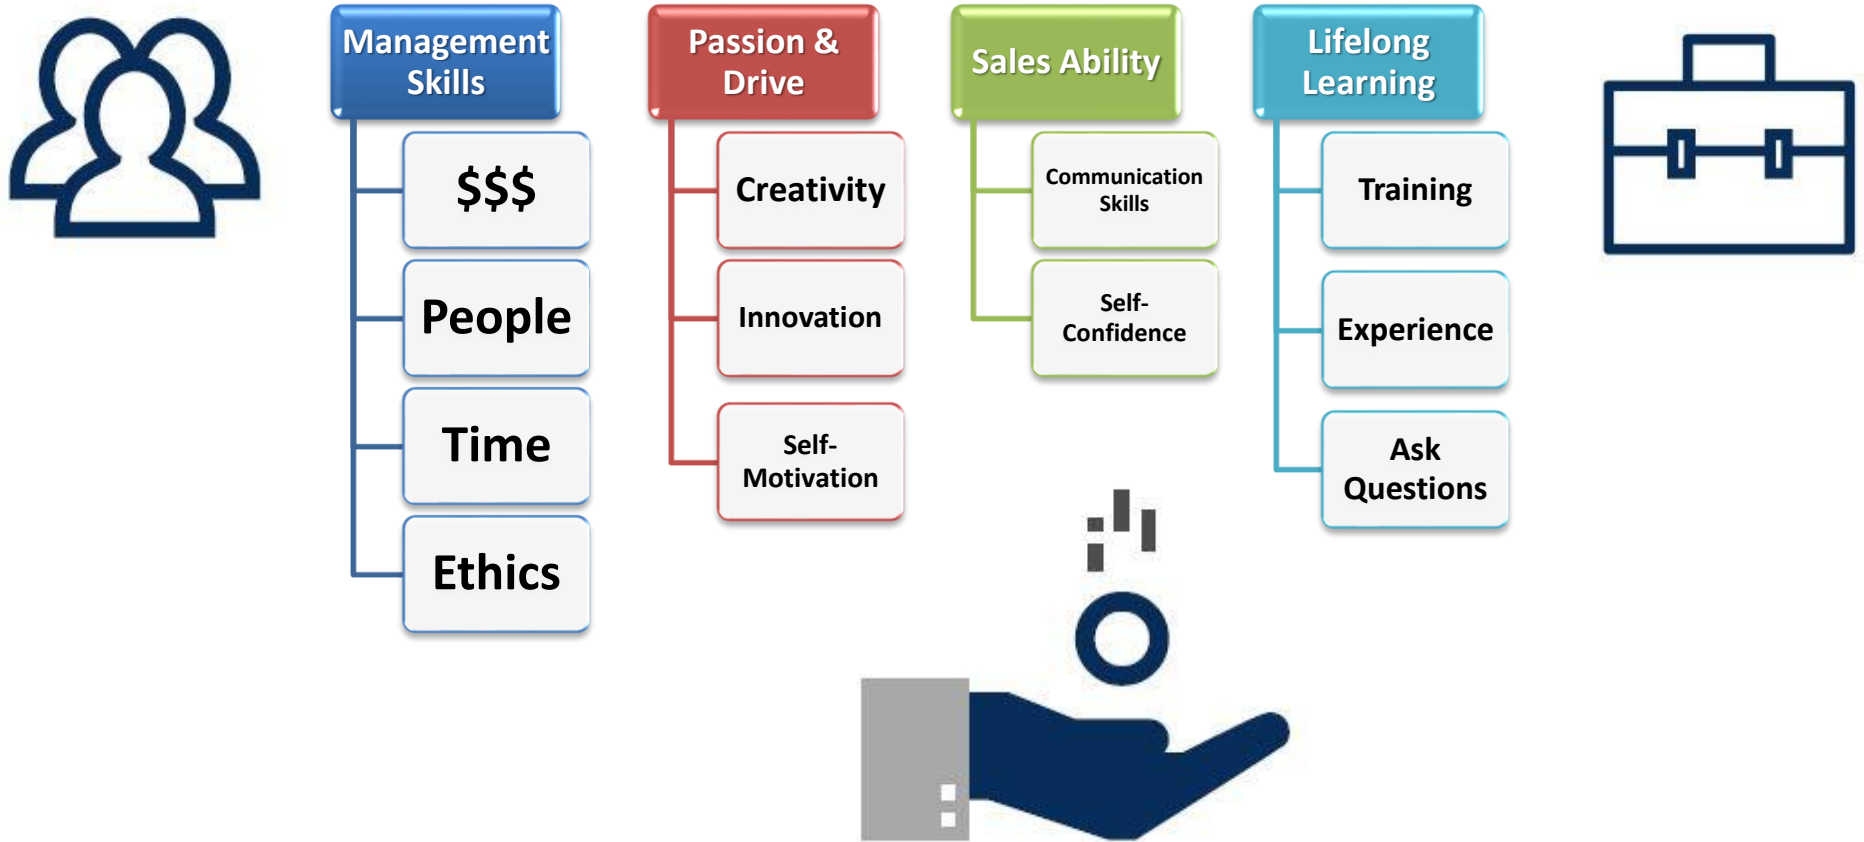 Management
Skills
$$$
People
Time
Ethics
Passion &
Drive
Creativity
Innovation
Self-
Motivation
Sales Ability
Communication
Skills
Self-
Confidence
Lifelong
Learning
Training
Experience
Ask
Questions